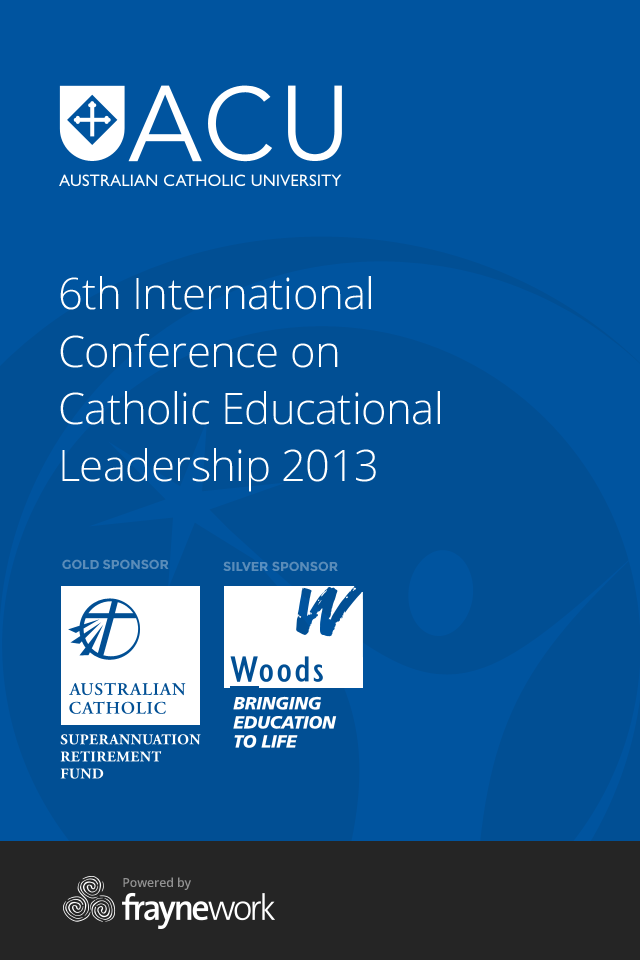 ACU
AUSTRALIAN CATHOLIC UNIVERSITY
6th International
Conference on
Catholic Educational
Leadership 2013
GOLD SPONSOR
AUSTRALIAN
CATHOLIC
SUPERANNUATION
RETIREMENT
FUND
SILVER SPONSOR
W
Woods
BRINGING
EDUCATION
TO LIFE
Powered by
fraynework